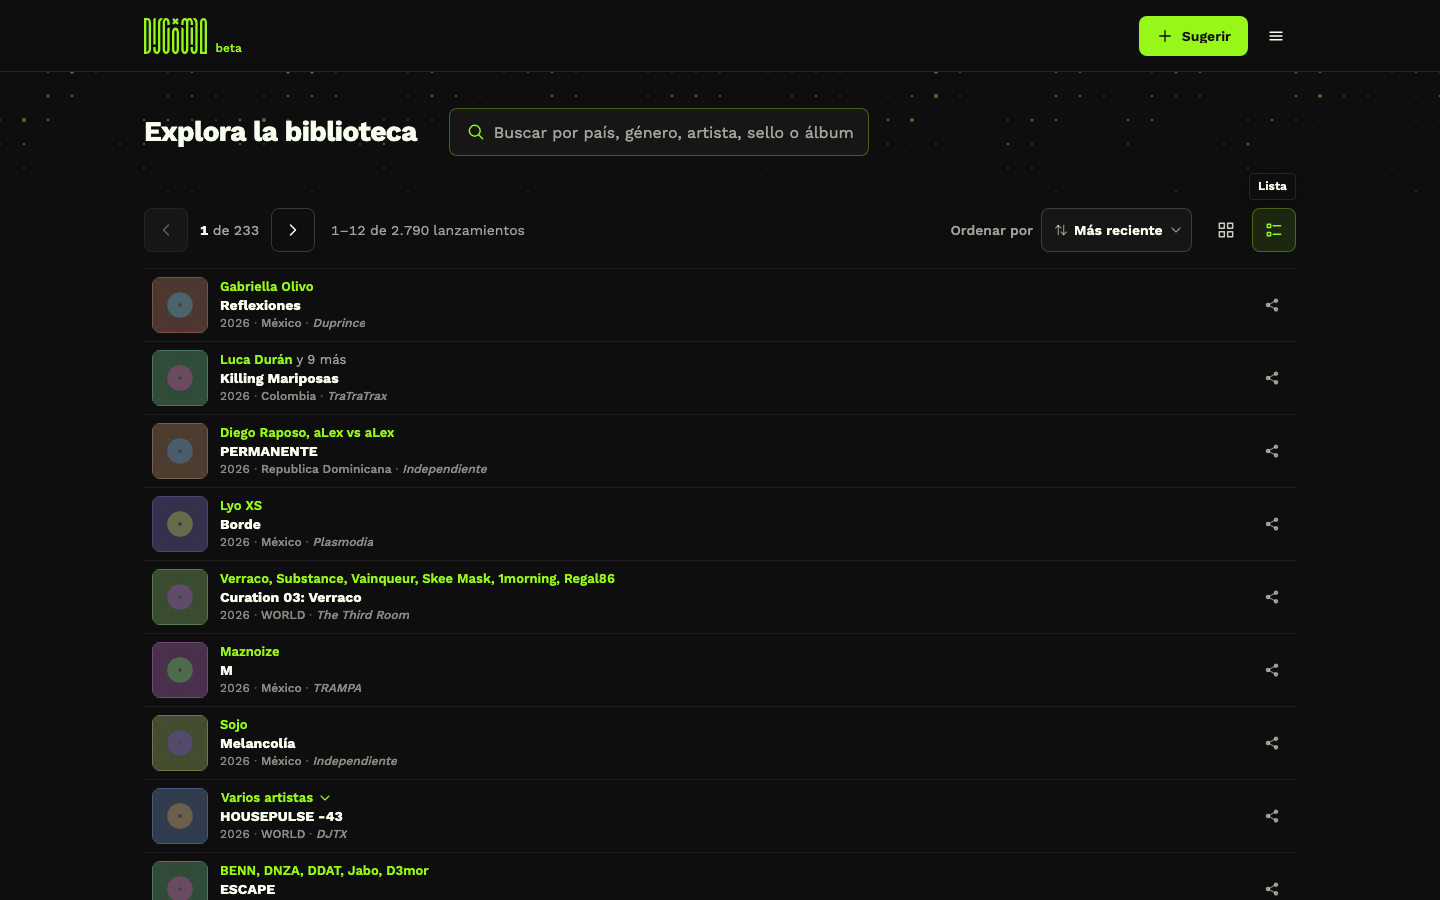 beta
Sugerir
Explora la biblioteca
Buscar por país, género, artista, sello o álbum
Lista
1 de 233
1–12 de 2.790 lanzamientos
Ordenar por
Más reciente
Gabriella Olivo
Reflexiones
2026 · México · Duprince
Luca Durán y 9 más
Killing Mariposas
2026 · Colombia · TraTraTrax
Diego Raposo, aLex vs aLex
PERMANENTE
2026 · Republica Dominicana · Independiente
Lyo XS
Borde
2026 · México · Plasmodia
Verraco, Substance, Vainqueur, Skee Mask, 1morning, Regal86
Curation 03: Verraco
2026 · WORLD · The Third Room
Maznoize
M
2026 · México · TRAMPA
Sojo
Melancolía
2026 · México · Independiente
Varios artistas
HOUSEPULSE -43
2026 · WORLD · DJTX
BENN, DNZA, DDAT, Jabo, D3mor
ESCAPE